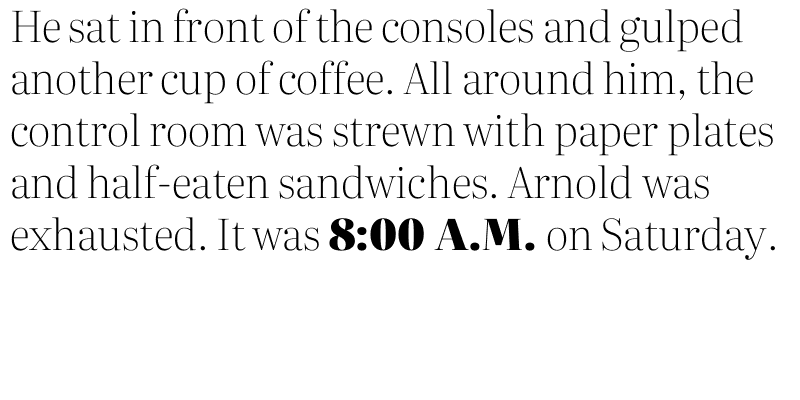 He sat in front of the consoles and gulped
another cup of coffee. All around him, the
control room was strewn with paper plates
and half-eaten sandwiches. Arnold was
exhausted. It was 8:00 A.M. on Saturday.